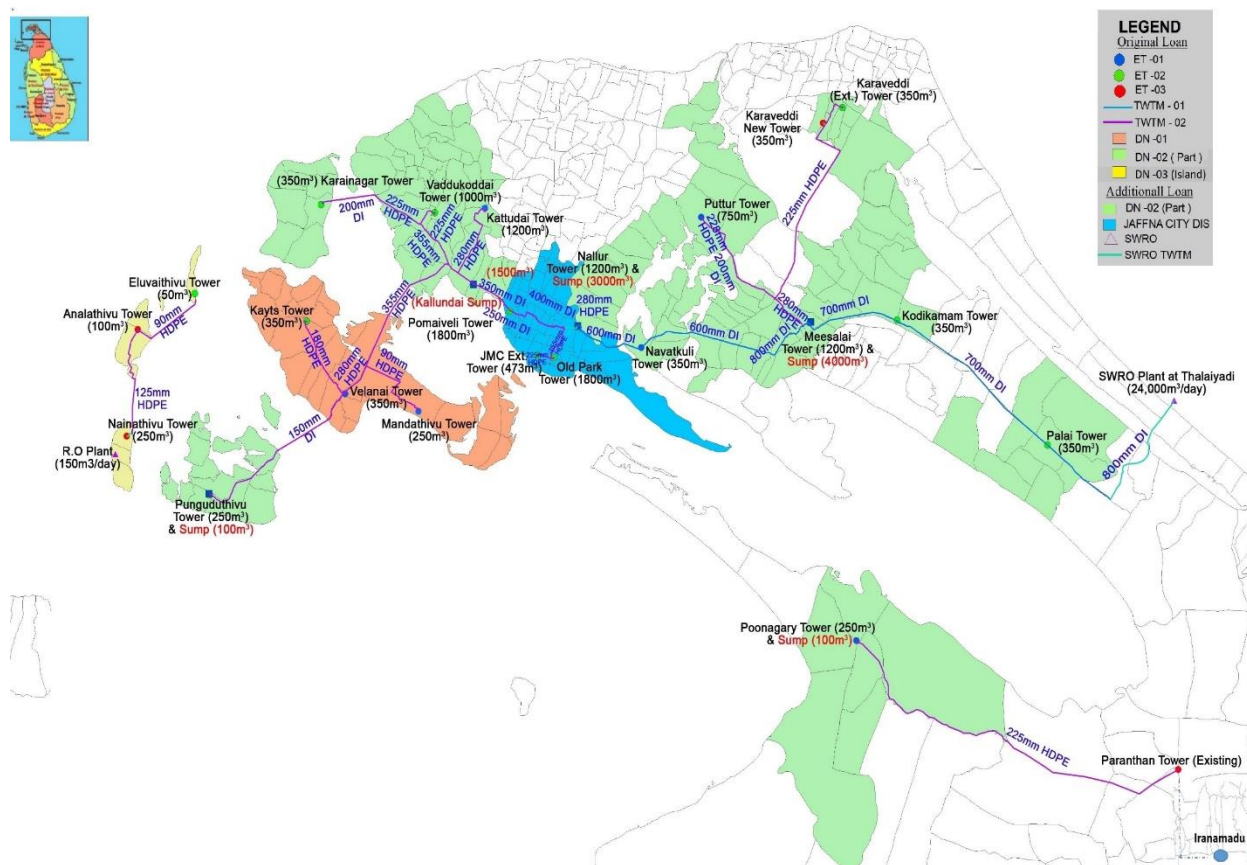 LEGEND
Original Loan
ET -01
ET -02
ET -03
TWTM - 01
TWTM - 02
DN -01
DN -02 ( Part )
DN -03 (Island)
Additionall Loan
DN -02 (Part )
JAFFNA CITY DIS
SWRO
SWRO TWTM
Karaveddi
(Ext.) Tower (350m³)
Karaveddi
New Tower
(350m³)
225mm HDPE
(350m³) Karainagar Tower
Vaddukoddai
Tower (1000m³)
Kattudai Tower
(1200m³)
225mm
HDPE
200mm
DI
225mm
HDPE
355mm
HDPE
280mm
HDPE
Puttur Tower
(750m³)
225mm
HDPE
200mm
DI
Nallur
Tower (1200m³) &
Sump (3000m³)
(1500m³)
350mm DI
400mm DI
280mm
HDPE
280mm
HDPE
700mm DI
Eluvaithivu Tower
(50m³)
Analathivu Tower
(100m³)
90mm
HDPE
Kayts Tower
(350m³)
355mm
HDPE
(Kallundai Sump)
250mm DI
Pomaiveli Tower
(1800m³)
600mm DI
600mm DI
800mm DI
Kodikamam Tower
(350m³)
Meesalai
Tower (1200m³) &
Sump (4000m³)
180mm
HDPE
280mm
HDPE
90mm
HDPE
JMC Ext.
Tower (473m³)
Old Park
Tower (1800m³)
Navatkuli
Tower (350m³)
700mm DI
SWRO Plant at Thalaiyadi
(24,000m³/day)
125mm
HDPE
Velanai Tower
(350m³)
Mandathivu Tower
(250m³)
Nainathivu Tower
(250m³)
150mm
DI
R.O Plant
(150m3/day)
Palai Tower
(350m³)
800mm DI
Punguduthivu
Tower (250m³)
& Sump (100m³)
Poonagary Tower (250m³)
& Sump (100m³)
225mm HDPE
Paranthan Tower (Existing)
Iranamadu